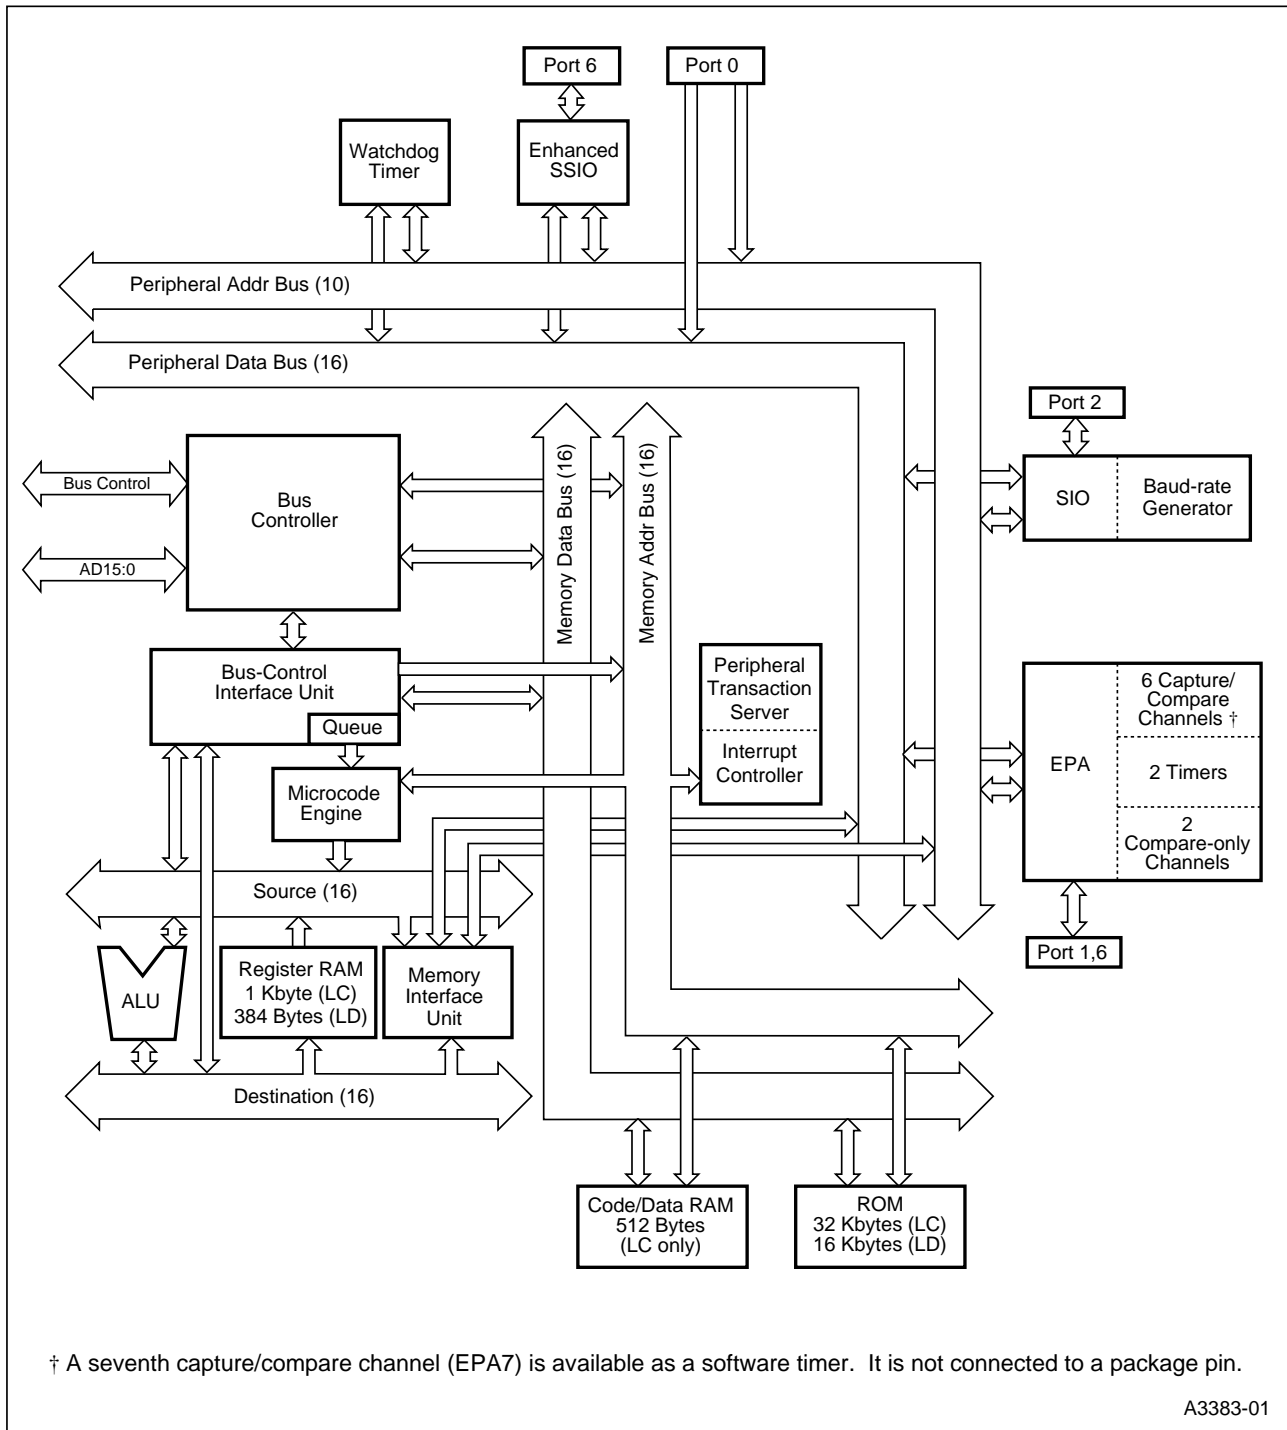 Port 6
Port 0
Watchdog
Timer
Enhanced
SSIO
Peripheral Addr Bus (10)
Peripheral Data Bus (16)
Port 2
Bus Control
Bus
Controller
AD15:0
Memory Data Bus (16)
Memory Addr Bus (16)
SIO
Baud-rate
Generator
Bus-Control
Interface Unit
Queue
Peripheral
Transaction
Server
Interrupt
Controller
6 Capture/
Compare
Channels †
EPA
2 Timers
2
Compare-only
Channels
Microcode
Engine
Source (16)
Port 1,6
ALU
Register RAM
1 Kbyte (LC)
384 Bytes (LD)
Memory
Interface
Unit
Destination (16)
Code/Data RAM
512 Bytes
(LC only)
ROM
32 Kbytes (LC)
16 Kbytes (LD)
† A seventh capture/compare channel (EPA7) is available as a software timer. It is not connected to a package pin.
A3383-01